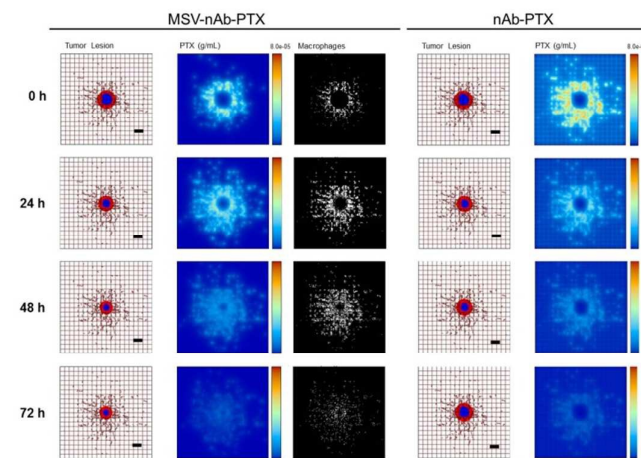 MSV-nAb-PTX nAb-PTX
Tumor Lesion PTX (g/mL) 8.0e-05 Macrophages Tumor Lesion PTX (g/mL)
0 h
24 h
48 h
72 h